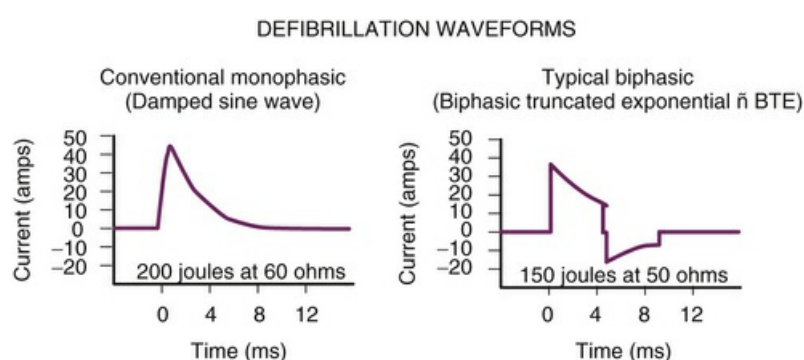 DEFIBRILLATION WAVEFORMS
Conventional monophasic
(Damped sine wave)
Current (amps)
50
40
30
20
10
0
−10
−20
200 joules at 60 ohms
0 4 8 12
Time (ms)
Typical biphasic
(Biphasic truncated exponential ñ BTE)
Current (amps)
50
40
30
20
10
0
−10
−20
150 joules at 50 ohms
0 4 8 12
Time (ms)